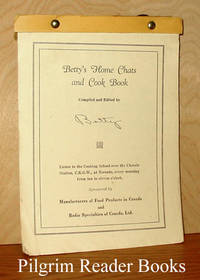 Betty's Home Chats
and Cook Book
Compiled and Edited by
Betty
Listen to the Cooking School over the Chevrolet
Station, C.K.G.W., at Toronto, every morning
from ten to eleven o'clock.
Sponsored by
Manufacturers of Food Products in Canada
and
Radio Specialties of Canada, Ltd.
Pilgrim Reader Books